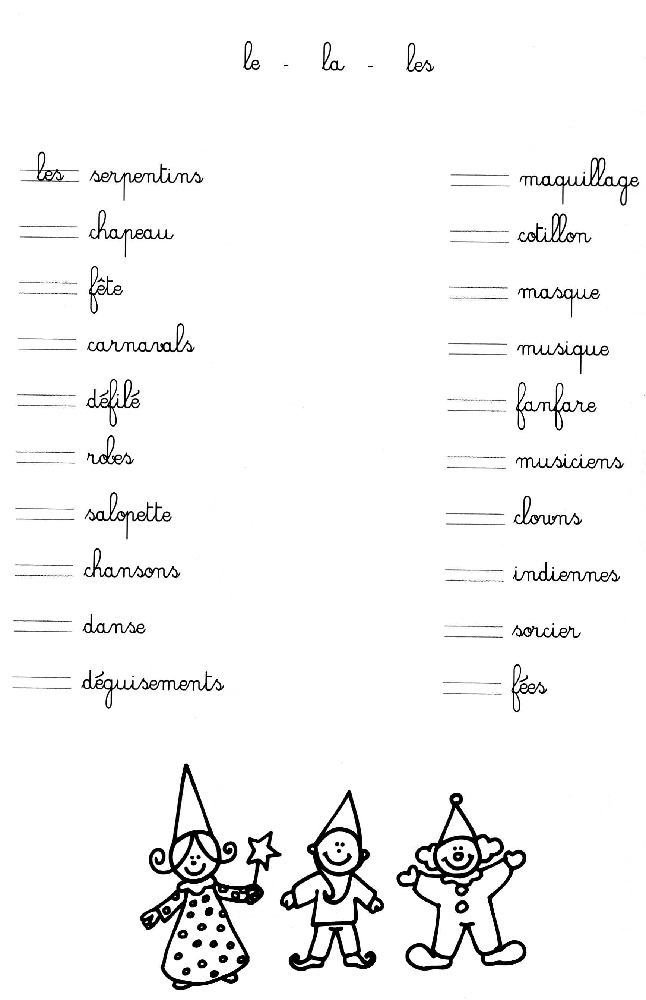 le - la - les
les serpentins
chapeau
fête
carnavals
défilé
robes
salopette
chansons
danse
déguisements
maquillage
cotillon
masque
musique
fanfare
musiciens
clowns
indiennes
sorcier
fées